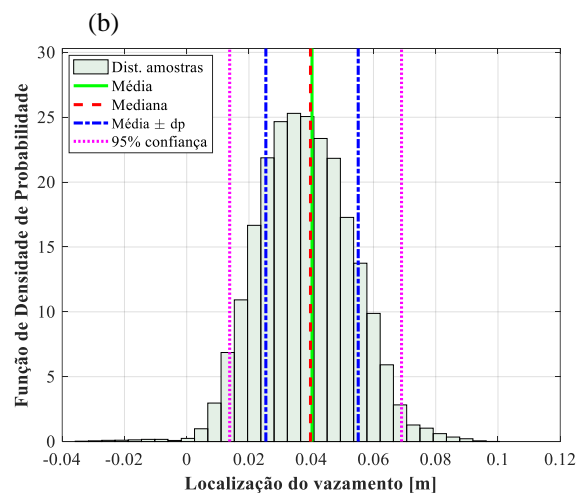 (b)
30
25
20
15
10
5
0
Função de Densidade de Probabilidade
Dist. amostras
Média
Mediana
Média ± dp
95% confiança
-0.04 -0.02 0 0.02 0.04 0.06 0.08 0.1 0.12
Localização do vazamento [m]